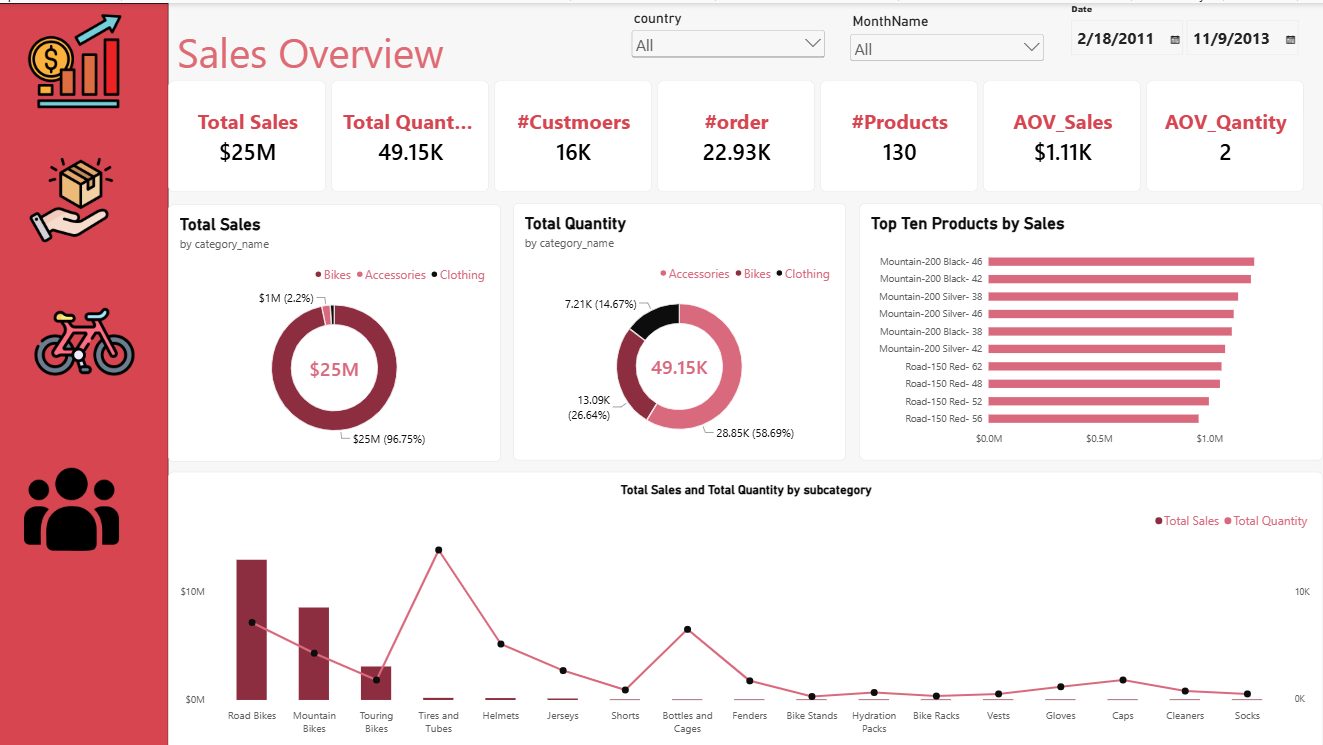 Sales Overview
country
All
MonthName
All
Date
2/18/2011
11/9/2013
Total Sales
$25M
Total Quant...
49.15K
#Custmoers
16K
#order
22.93K
#Products
130
AOV_Sales
$1.11K
AOV_Qantity
2
Total Sales
by category_name
Bikes Accessories Clothing
$1M (2.2%)
$25M
$25M (96.75%)
Total Quantity
by category_name
Accessories Bikes Clothing
7.21K (14.67%)
49.15K
13.09K
(26.64%)
28.85K (58.69%)
Top Ten Products by Sales
Mountain-200 Black- 46
Mountain-200 Black- 42
Mountain-200 Silver- 38
Mountain-200 Silver- 46
Mountain-200 Black- 38
Mountain-200 Silver- 42
Road-150 Red- 62
Road-150 Red- 48
Road-150 Red- 52
Road-150 Red- 56
$0.0M $0.5M $1.0M
Total Sales and Total Quantity by subcategory
Total Sales Total Quantity
$10M
10K
$0M
0K
Road Bikes
Mountain
Bikes
Touring
Bikes
Tires and
Tubes
Helmets
Jerseys
Shorts
Bottles and
Cages
Fenders
Bike Stands
Hydration
Packs
Bike Racks
Vests
Gloves
Caps
Cleaners
Socks